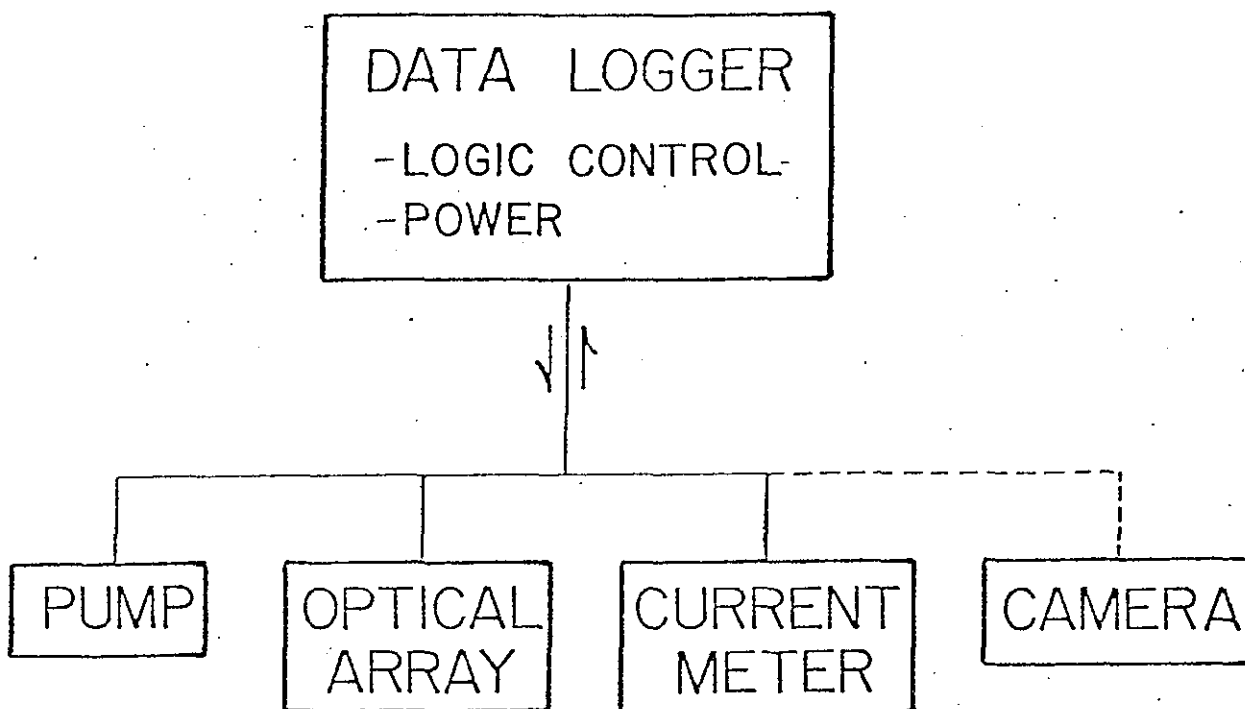 DATA LOGGER
-LOGIC CONTROL-
-POWER
PUMP
OPTICAL
ARRAY
CURRENT
METER
CAMERA